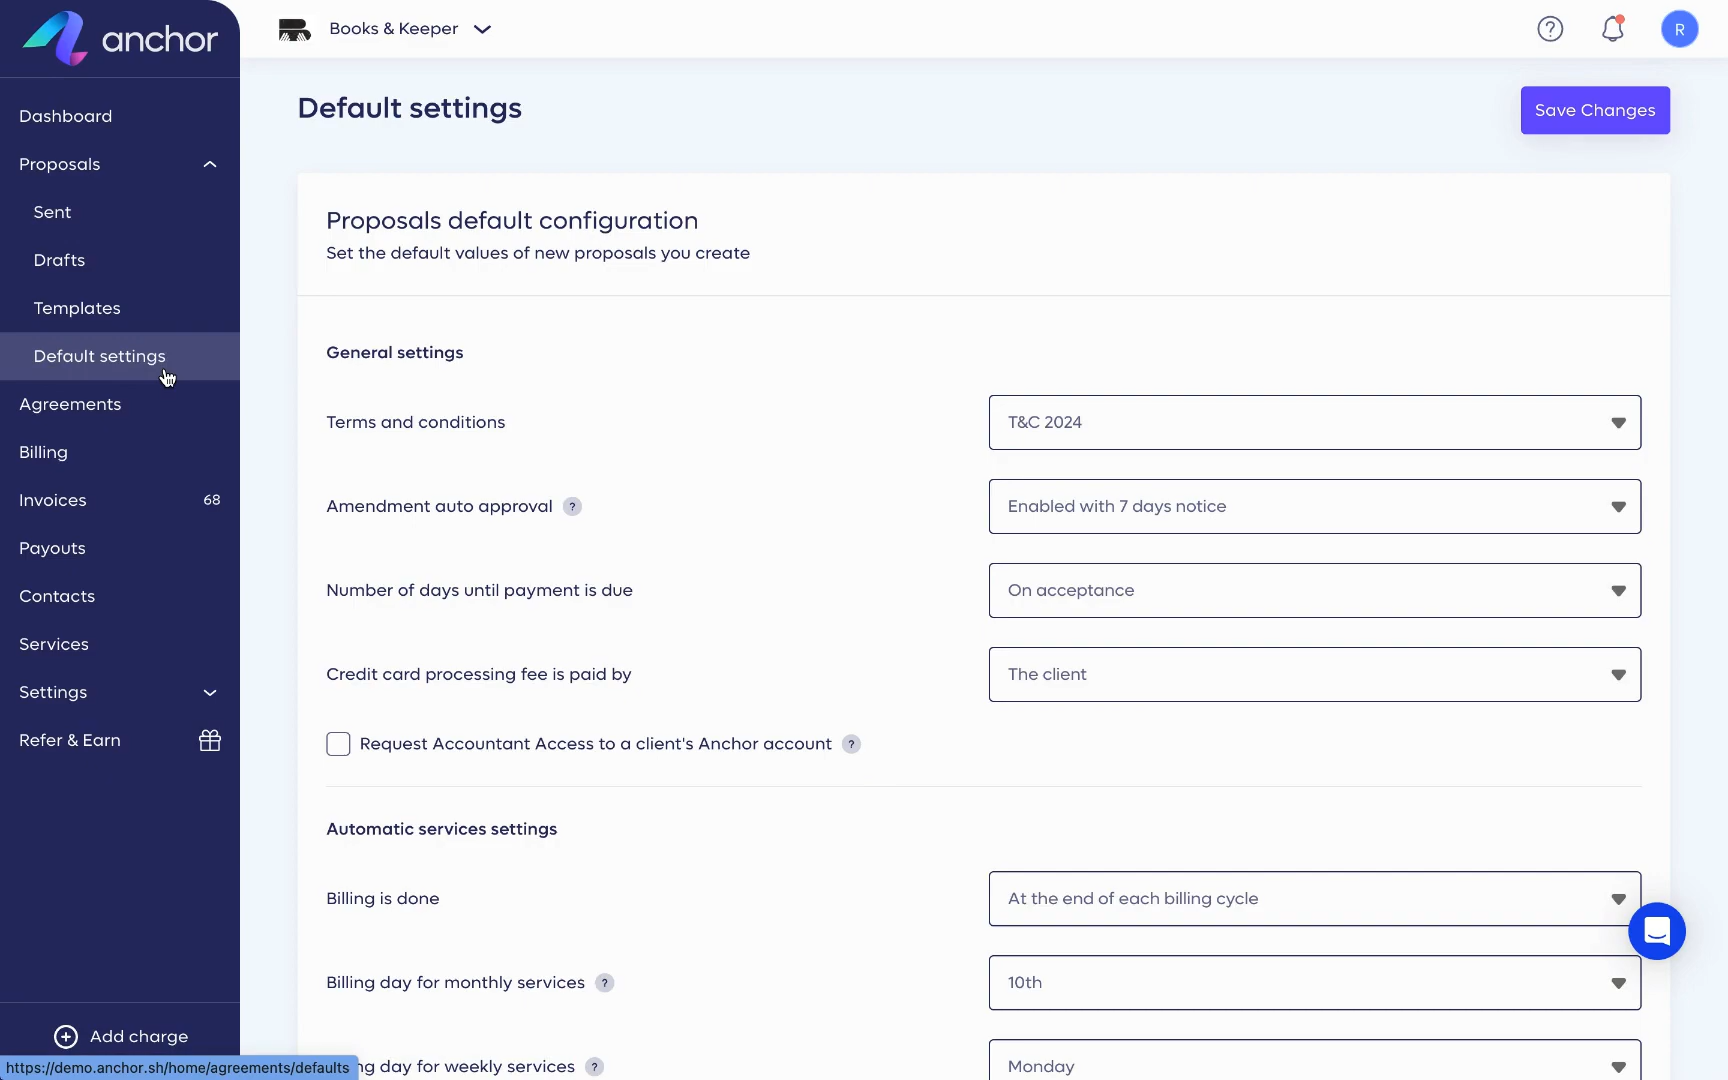 anchor
Books & Keeper
R
Dashboard
Proposals
Sent
Drafts
Templates
Default settings
Agreements
Billing
Invoices 68
Payouts
Contacts
Services
Settings
Refer & Earn
Add charge
https://demo.anchor.sh/home/agreements/defaults
Default settings
Save Changes
Proposals default configuration
Set the default values of new proposals you create
General settings
Terms and conditions
T&C 2024
Amendment auto approval ?
Enabled with 7 days notice
Number of days until payment is due
On acceptance
Credit card processing fee is paid by
The client
Request Accountant Access to a client's Anchor account ?
Automatic services settings
Billing is done
At the end of each billing cycle
Billing day for monthly services ?
10th
ng day for weekly services ?
Monday